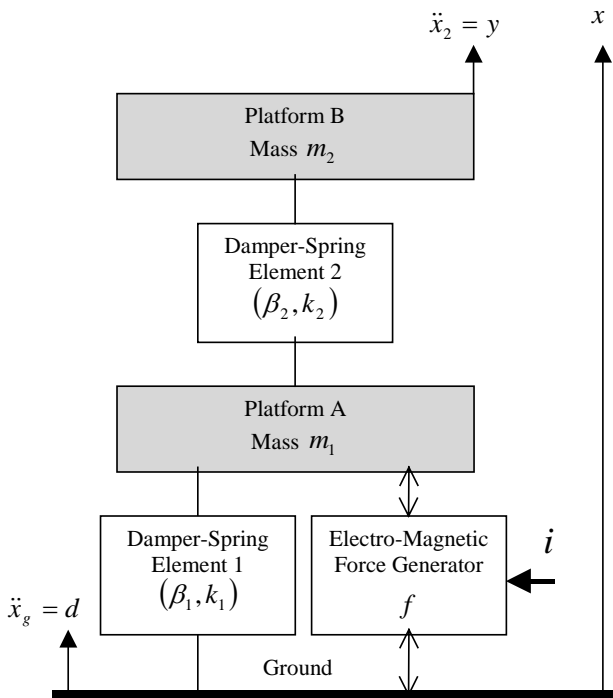 ẍ₂ = y
x
Platform B
Mass m₂
Damper-Spring
Element 2
(β₂, k₂)
Platform A
Mass m₁
Damper-Spring
Element 1
(β₁, k₁)
Electro-Magnetic
Force Generator
f
i
ẍg = d
Ground